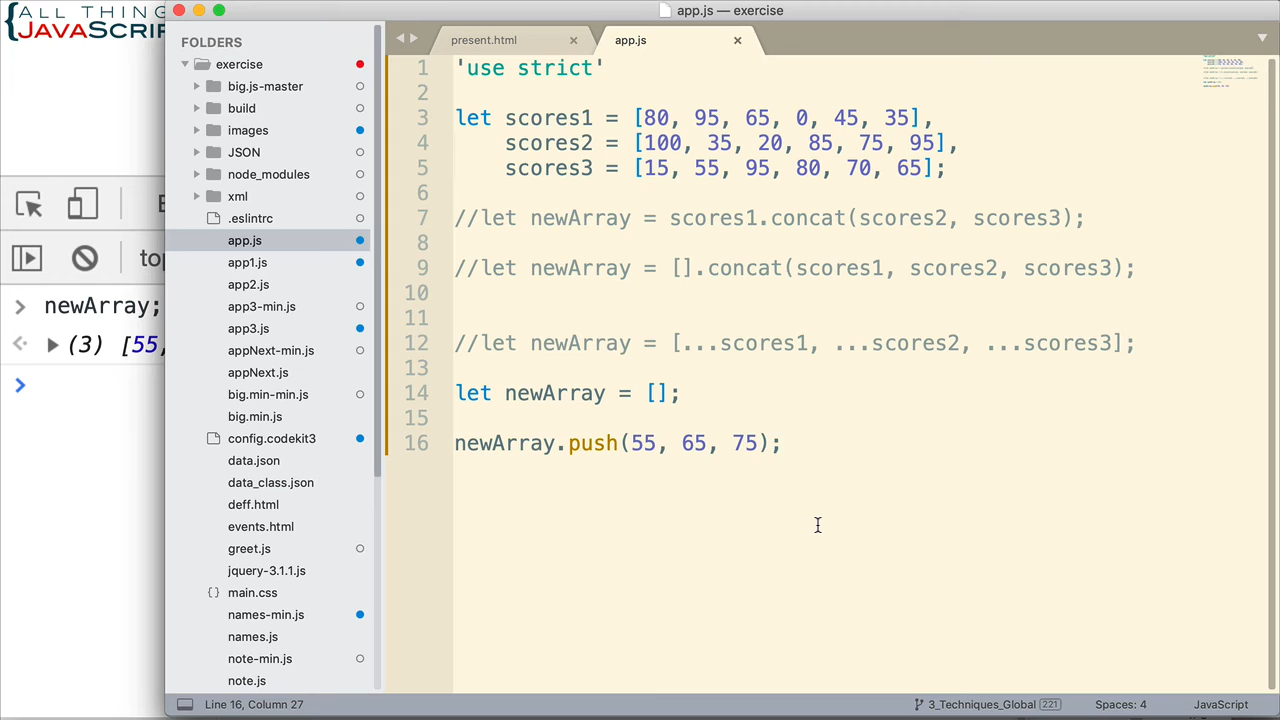 {ALL THING
JAVASCRIP
app.js — exercise
FOLDERS
exercise
big.js-master
build
images
JSON
node_modules
xml
.eslintrc
app.js
app1.js
app2.js
app3-min.js
app3.js
appNext-min.js
appNext.js
big.min-min.js
big.min.js
config.codekit3
data.json
data_class.json
deff.html
events.html
greet.js
jquery-3.1.1.js
{} main.css
names-min.js
names.js
note-min.js
note.js
present.html
app.js
1 'use strict'
2
3 let scores1 = [80, 95, 65, 0, 45, 35],
4 scores2 = [100, 35, 20, 85, 75, 95],
5 scores3 = [15, 55, 95, 80, 70, 65];
6
7 //let newArray = scores1.concat(scores2, scores3);
8
9 //let newArray = [].concat(scores1, scores2, scores3);
10
11
12 //let newArray = [...scores1, ...scores2, ...scores3];
13
14 let newArray = [];
15
16 newArray.push(55, 65, 75);
top
> newArray;
(3) [55,
>
Line 16, Column 27
3_Techniques_Global 221
Spaces: 4
JavaScript